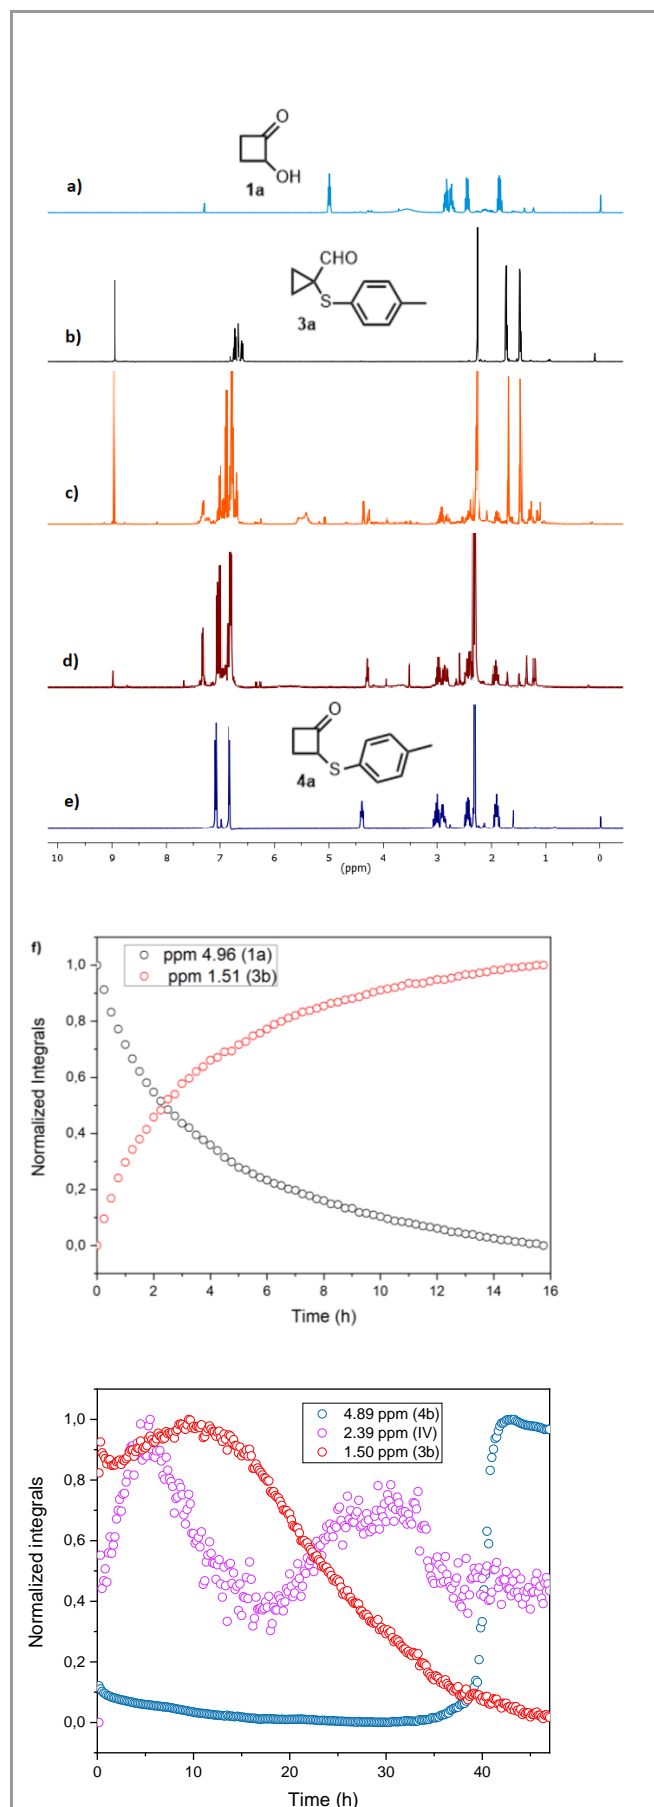 O
OH
1a
a)
CHO
S
3a
b)
c)
d)
O
S
4a
e)
10 9 8 7 6 5 4 3 2 1 0
(ppm)
f)
ppm 4.96 (1a)
ppm 1.51 (3b)
1,0
0,8
0,6
0,4
0,2
0,0
Normalized Integrals
0 2 4 6 8 10 12 14 16
Time (h)
4.89 ppm (4b)
2.39 ppm (IV)
1.50 ppm (3b)
1,0
0,8
0,6
0,4
0,2
0,0
Normalized integrals
0 10 20 30 40
Time (h)